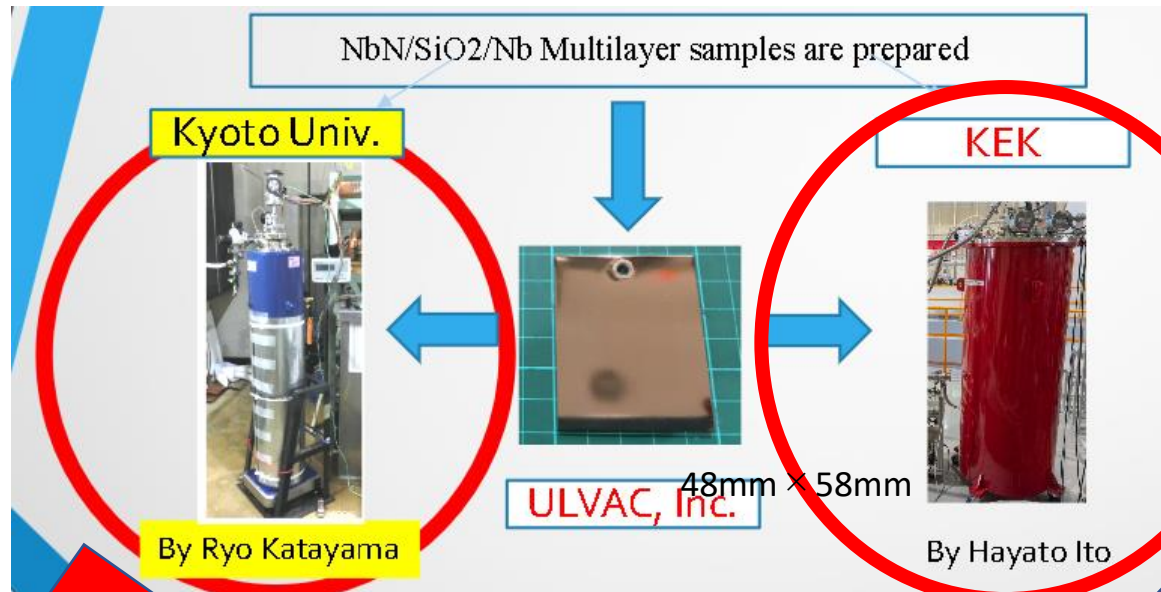 NbN/SiO2/Nb Multilayer samples are prepared
Kyoto Univ.
KEK
48mm×58mm
ULVAC, Inc.
By Ryo Katayama
By Hayato Ito